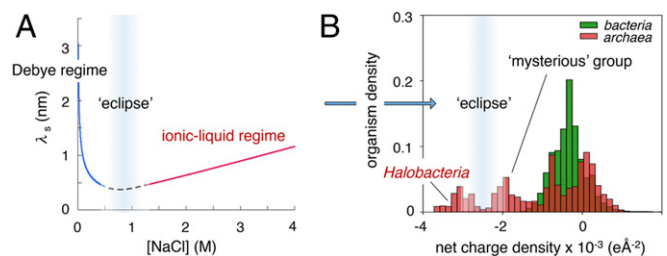 A
3
2
1
0
λs (nm)
Debye regime
'eclipse'
ionic-liquid regime
0 1 2 3 4
[NaCl] (M)
B
0.3
0.2
0.1
0
organism density
bacteria
archaea
'mysterious' group
'eclipse'
Halobacteria
-4 -2 0
net charge density x 10-3 (eÅ-2)